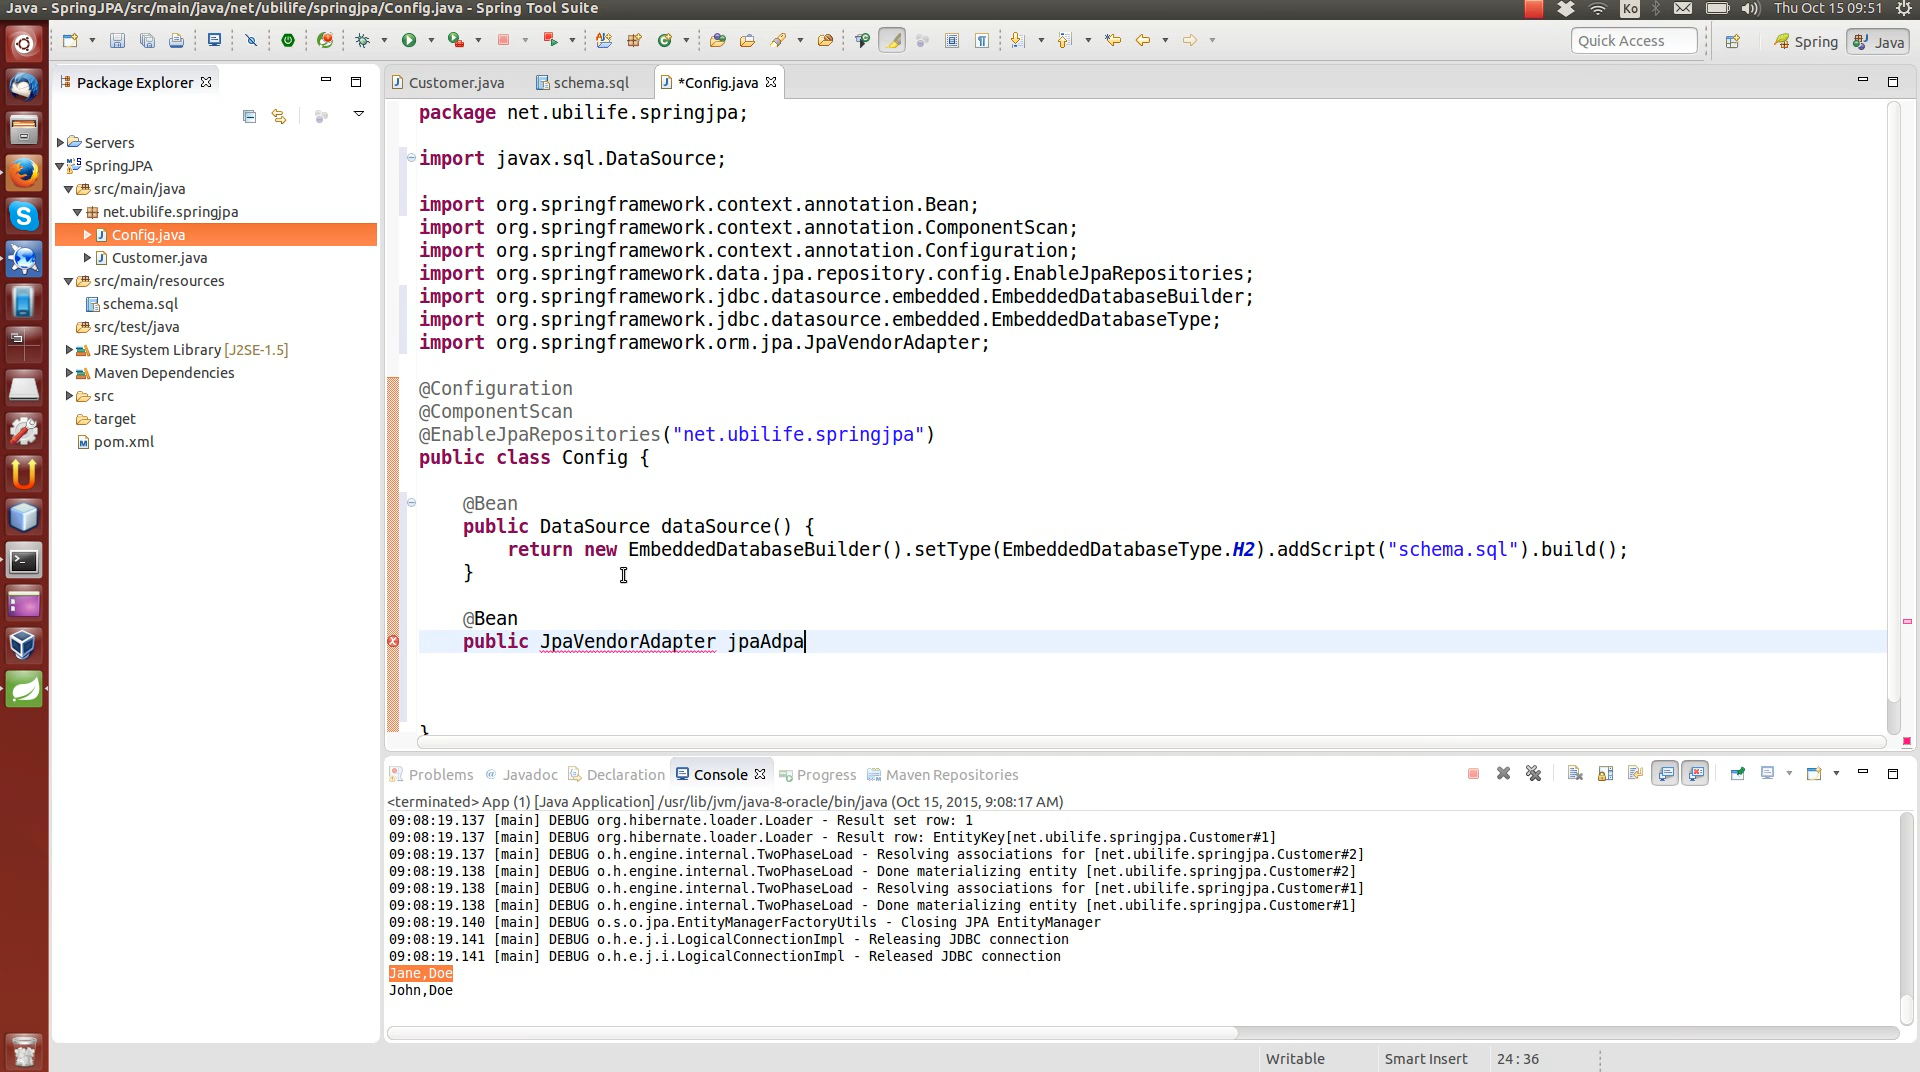 Java - SpringJPA/src/main/java/net/ubilife/springjpa/Config.java - Spring Tool Suite
Ko
Thu Oct 15 09:51
Quick Access
Spring
Java
Package Explorer
Customer.java
schema.sql
*Config.java
Servers
SpringJPA
src/main/java
net.ubilife.springjpa
Config.java
Customer.java
src/main/resources
schema.sql
src/test/java
JRE System Library [J2SE-1.5]
Maven Dependencies
src
target
pom.xml
package net.ubilife.springjpa;
import javax.sql.DataSource;
import org.springframework.context.annotation.Bean;
import org.springframework.context.annotation.ComponentScan;
import org.springframework.context.annotation.Configuration;
import org.springframework.data.jpa.repository.config.EnableJpaRepositories;
import org.springframework.jdbc.datasource.embedded.EmbeddedDatabaseBuilder;
import org.springframework.jdbc.datasource.embedded.EmbeddedDatabaseType;
import org.springframework.orm.jpa.JpaVendorAdapter;
@Configuration
@ComponentScan
@EnableJpaRepositories("net.ubilife.springjpa")
public class Config {
@Bean
public DataSource dataSource() {
return new EmbeddedDatabaseBuilder().setType(EmbeddedDatabaseType.H2).addScript("schema.sql").build();
}
@Bean
public JpaVendorAdapter jpaAdpa
}
Problems
@ Javadoc
Declaration
Console
Progress
Maven Repositories
<terminated> App (1) [Java Application] /usr/lib/jvm/java-8-oracle/bin/java (Oct 15, 2015, 9:08:17 AM)
09:08:19.137 [main] DEBUG org.hibernate.loader.Loader - Result set row: 1
09:08:19.137 [main] DEBUG org.hibernate.loader.Loader - Result row: EntityKey[net.ubilife.springjpa.Customer#1]
09:08:19.137 [main] DEBUG o.h.engine.internal.TwoPhaseLoad - Resolving associations for [net.ubilife.springjpa.Customer#2]
09:08:19.138 [main] DEBUG o.h.engine.internal.TwoPhaseLoad - Done materializing entity [net.ubilife.springjpa.Customer#2]
09:08:19.138 [main] DEBUG o.h.engine.internal.TwoPhaseLoad - Resolving associations for [net.ubilife.springjpa.Customer#1]
09:08:19.138 [main] DEBUG o.h.engine.internal.TwoPhaseLoad - Done materializing entity [net.ubilife.springjpa.Customer#1]
09:08:19.140 [main] DEBUG o.s.o.jpa.EntityManagerFactoryUtils - Closing JPA EntityManager
09:08:19.141 [main] DEBUG o.h.e.j.i.LogicalConnectionImpl - Releasing JDBC connection
09:08:19.141 [main] DEBUG o.h.e.j.i.LogicalConnectionImpl - Released JDBC connection
Jane,Doe
John,Doe
Writable
Smart Insert
24:36